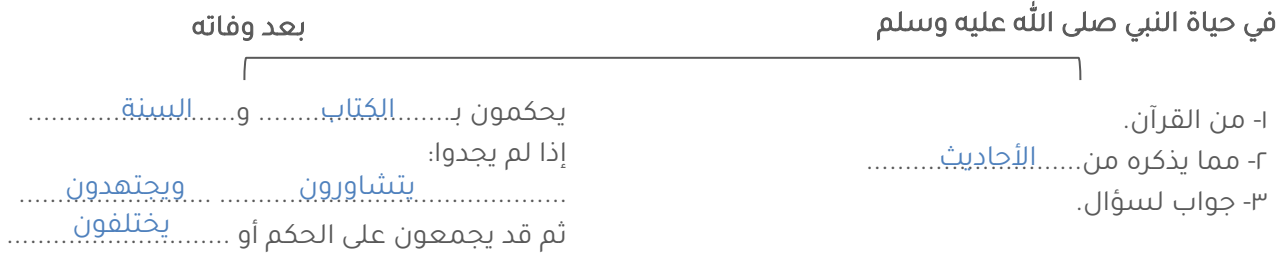 في حياة النبي صلى الله عليه وسلم
بعد وفاته
١- من القرآن.
٢- مما يذكره من......الأحاديث......
٣- جواب لسؤال.
يحكمون بـ......الكتاب...... و......السنة......
إذا لم يجدوا:
......يتشاورون...... ......ويجتهدون......
ثم قد يجمعون على الحكم أو ......يختلفون......